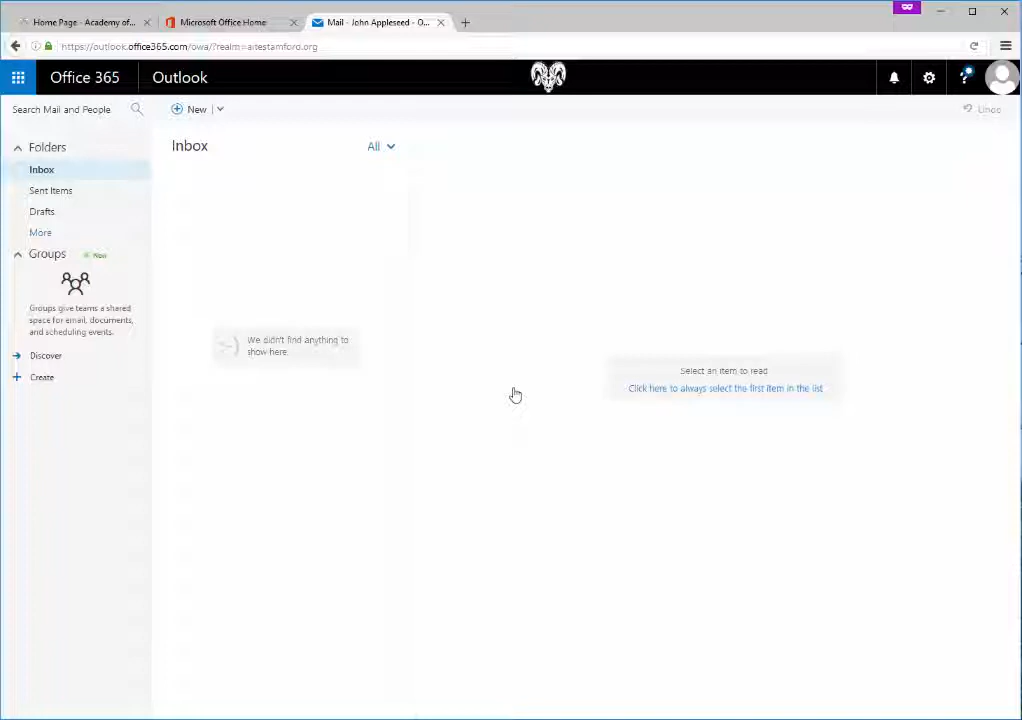 Home Page - Academy of...
Microsoft Office Home
Mail - John Appleseed - O...
https://outlook.office365.com/owa/?realm=aitestamford.org
Office 365
Outlook
?
Search Mail and People
New
Undo
Folders
Inbox
All
Inbox
Sent Items
Drafts
More
Groups
New
Groups give teams a shared
space for email, documents,
and scheduling events.
We didn't find anything to
show here.
Discover
Create
Select an item to read
Click here to always select the first item in the list